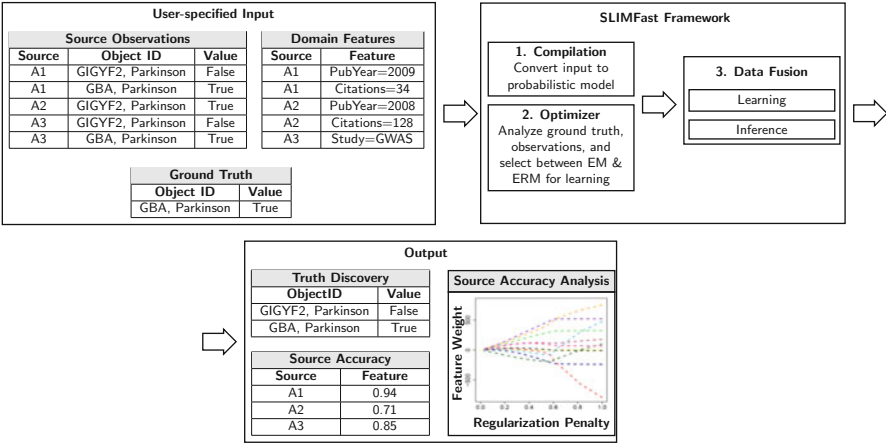 User-specified Input
Source Observations
Source Object ID Value
A1 GIGYF2, Parkinson False
A1 GBA, Parkinson True
A2 GIGYF2, Parkinson True
A3 GIGYF2, Parkinson False
A3 GBA, Parkinson True
Domain Features
Source Feature
A1 PubYear=2009
A1 Citations=34
A2 PubYear=2008
A2 Citations=128
A3 Study=GWAS
Ground Truth
Object ID Value
GBA, Parkinson True
SLIMFast Framework
1. Compilation
Convert input to
probabilistic model
2. Optimizer
Analyze ground truth,
observations, and
select between EM &
ERM for learning
3. Data Fusion
Learning
Inference
Output
Truth Discovery
ObjectID Value
GIGYF2, Parkinson False
GBA, Parkinson True
Source Accuracy
Source Feature
A1 0.94
A2 0.71
A3 0.85
Source Accuracy Analysis
Feature Weight
0
0.0 0.2 0.4 0.6 0.8 1.0
Regularization Penalty